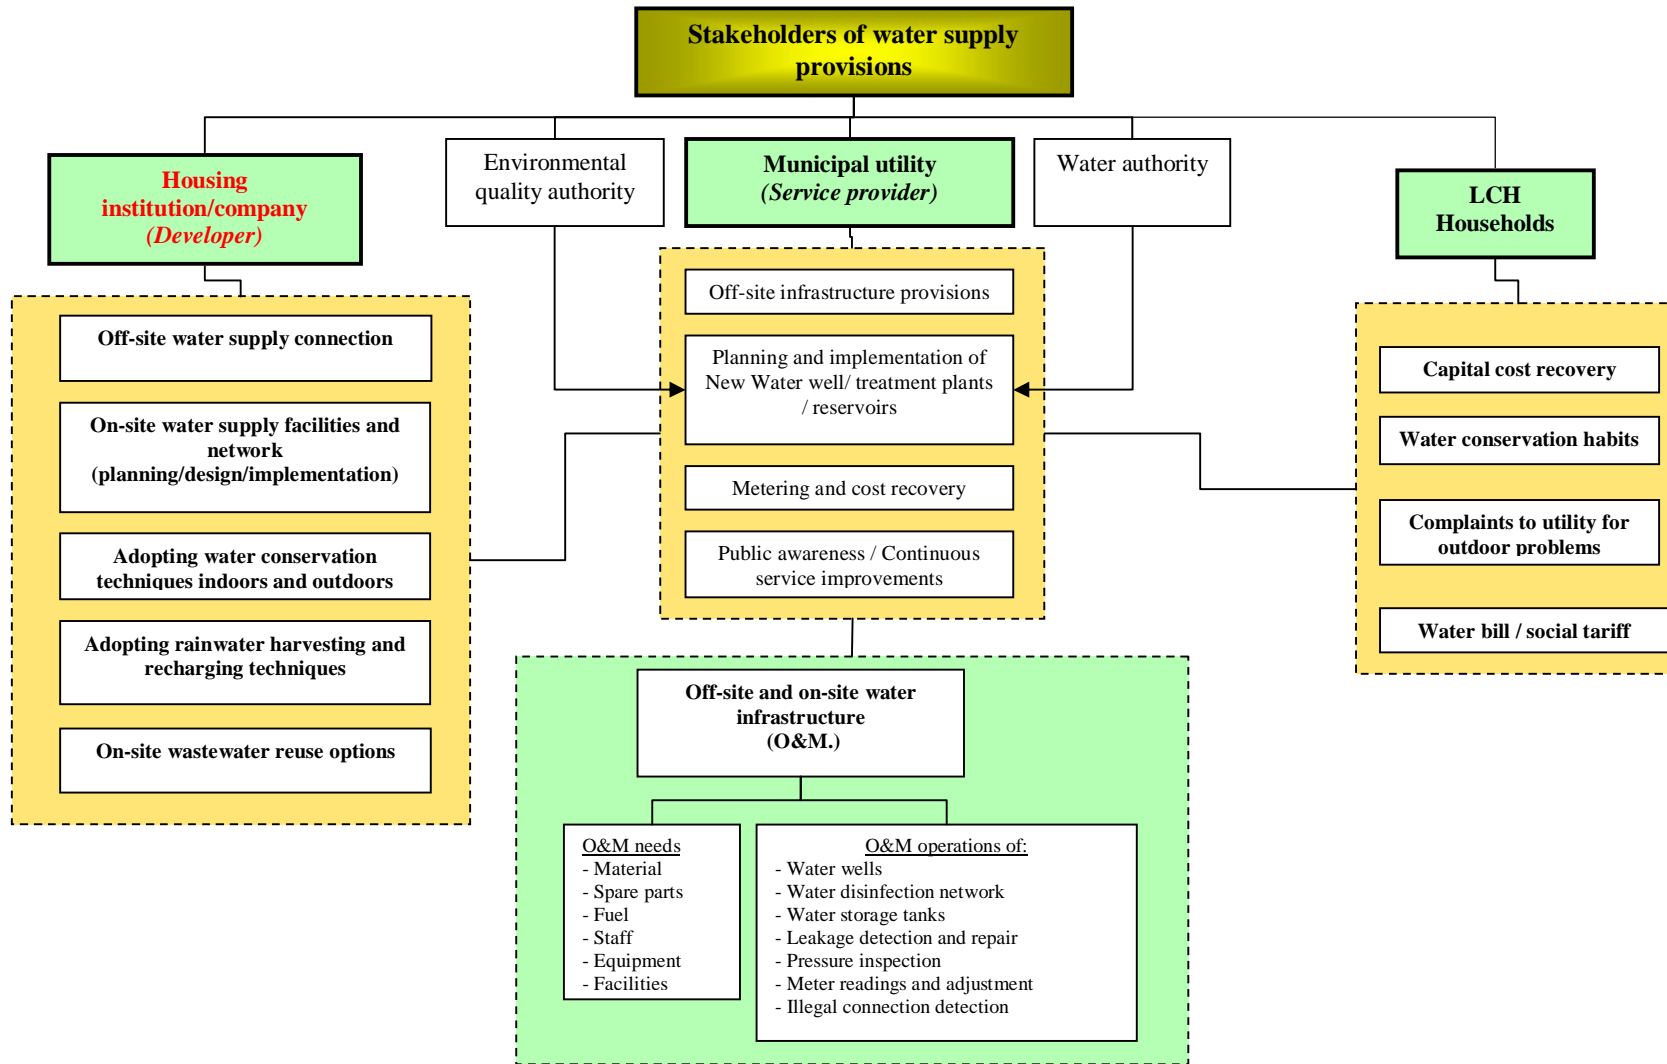 Stakeholders of water supply
provisions
Housing
institution/company
(Developer)
Environmental
quality authority
Municipal utility
(Service provider)
Water authority
LCH
Households
Off-site water supply connection
On-site water supply facilities and
network
(planning/design/implementation)
Adopting water conservation
techniques indoors and outdoors
Adopting rainwater harvesting and
recharging techniques
On-site wastewater reuse options
Off-site infrastructure provisions
Planning and implementation of
New Water well/ treatment plants
/ reservoirs
Metering and cost recovery
Public awareness / Continuous
service improvements
Capital cost recovery
Water conservation habits
Complaints to utility for
outdoor problems
Water bill / social tariff
Off-site and on-site water
infrastructure
(O&M.)
O&M needs
- Material
- Spare parts
- Fuel
- Staff
- Equipment
- Facilities
O&M operations of:
- Water wells
- Water disinfection network
- Water storage tanks
- Leakage detection and repair
- Pressure inspection
- Meter readings and adjustment
- Illegal connection detection